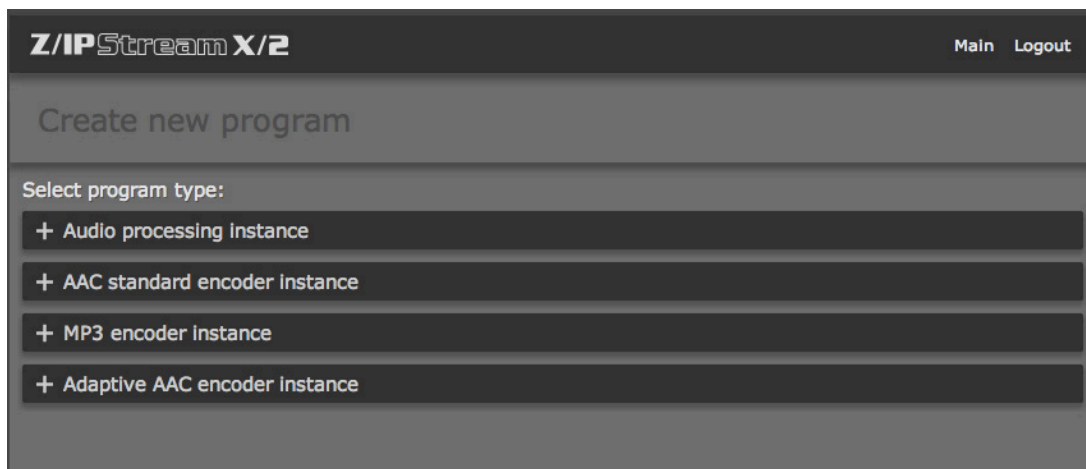 Z/IPStream X/2
Main Logout
Create new program
Select program type:
+ Audio processing instance
+ AAC standard encoder instance
+ MP3 encoder instance
+ Adaptive AAC encoder instance